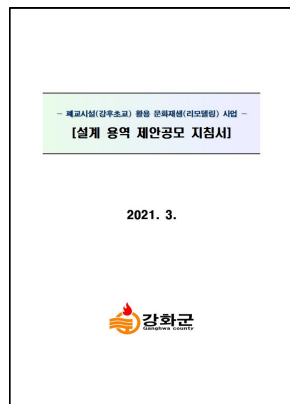 - 폐교시설(강후초교) 활용 문화재생(리모델링) 사업 -
[설계 용역 제안공모 지침서]
2021. 3.
강화군
Ganghwa county